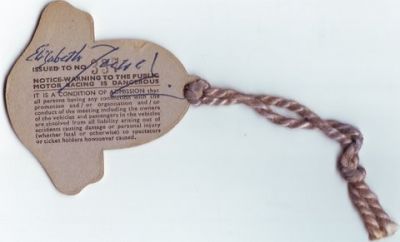 Elizabeth
ISSUED TO NO
NOTICE-WARNING TO THE PUBLIC
MOTOR RACING IS DANGEROUS
IT IS A CONDITION OF ADMISSION that
all persons having any connection with the
promotion and/or organisation and/or
conduct of the meeting including the owners
of the vehicles and passengers in the vehicles
are absolved from all liability arising out of
accidents causing damage or personal injury
(whether fatal or otherwise) to spectators
or ticket holders howsoever caused.